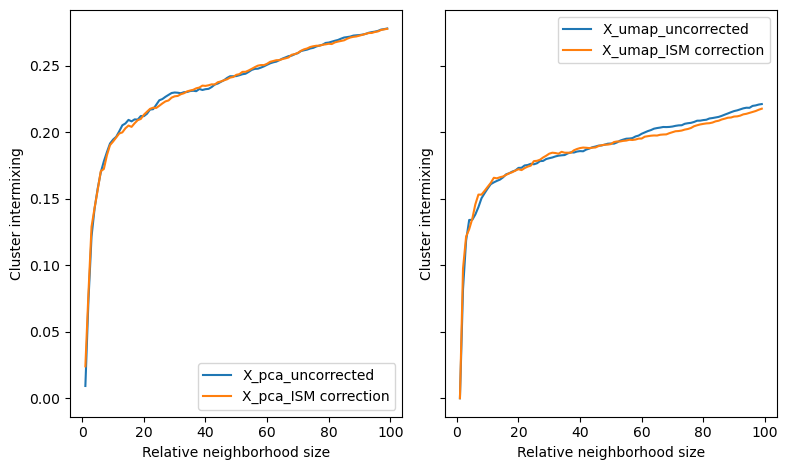 0.25
0.20
0.15
0.10
0.05
0.00
Cluster intermixing
0 20 40 60 80 100
Relative neighborhood size
X_pca_uncorrected
X_pca_ISM correction
Cluster intermixing
0 20 40 60 80 100
Relative neighborhood size
X_umap_uncorrected
X_umap_ISM correction